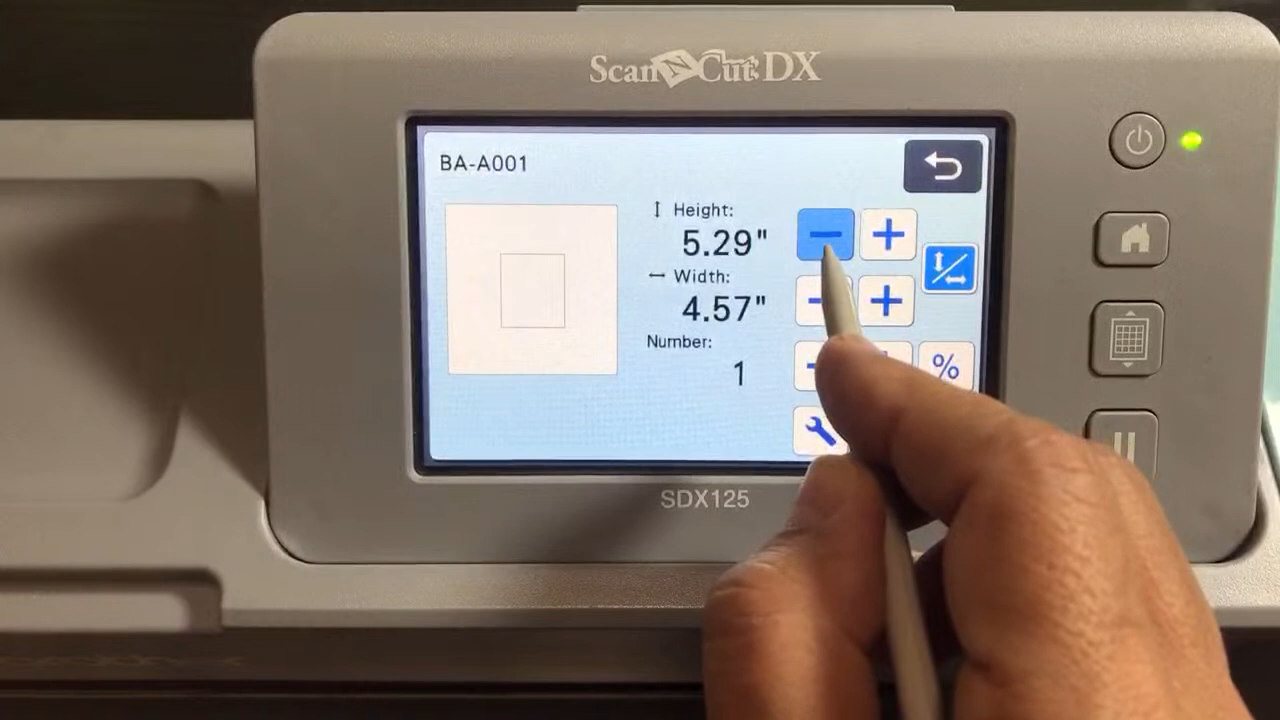 ScanNCut DX
BA-A001
Height:
5.29"
Width:
4.57"
Number:
1
%
SDX125